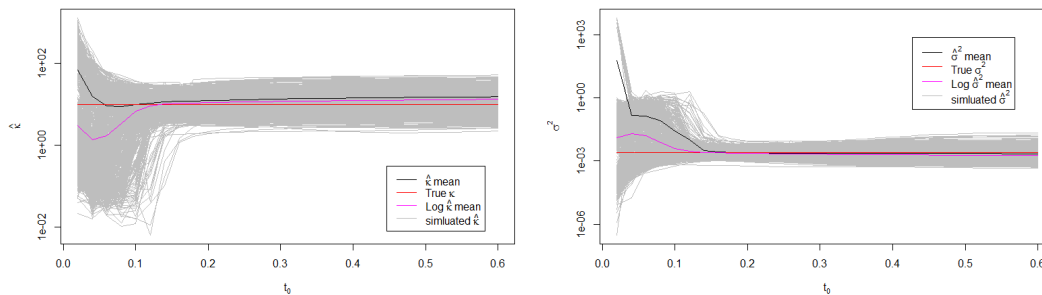 1e+02
1e+00
1e-02
κ̂
κ̂ mean
True κ
Log κ̂ mean
simluated κ̂
0.0 0.1 0.2 0.3 0.4 0.5 0.6
t₀
1e+03
1e+00
1e-03
1e-06
σ²
σ̂² mean
True σ²
Log σ̂² mean
simluated σ̂²
0.0 0.1 0.2 0.3 0.4 0.5 0.6
t₀